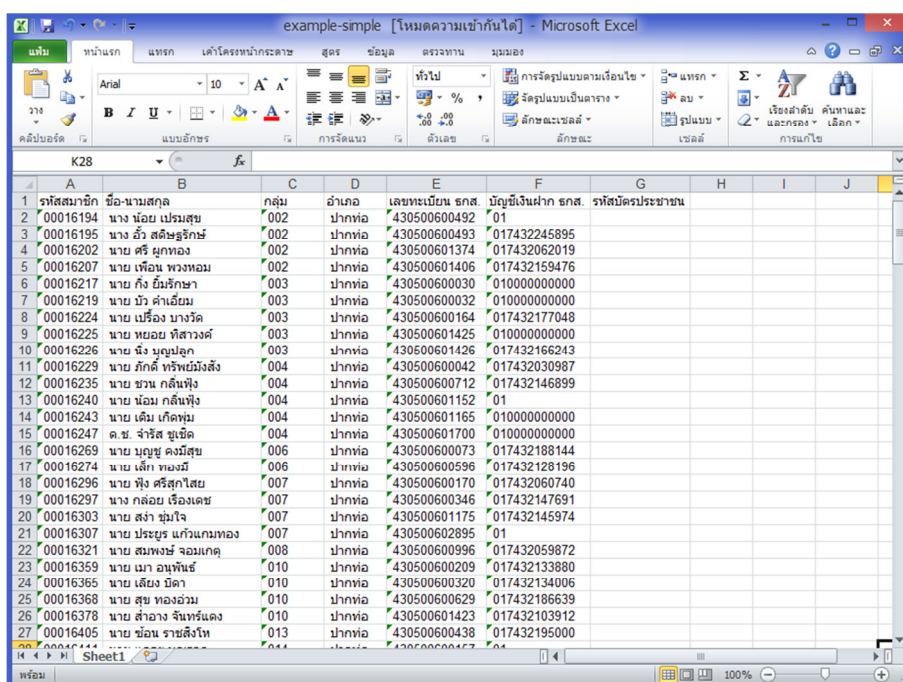 example-simple [โหมดความเข้ากันได้] - Microsoft Excel
แฟ้ม หน้าแรก แทรก เค้าโครงหน้ากระดาษ สูตร ข้อมูล ตรวจทาน มุมมอง
วาง
Arial 10
B I U
ทั่วไป
การจัดรูปแบบตามเงื่อนไข
จัดรูปแบบเป็นตาราง
ลักษณะเซลล์
แทรก
ลบ
รูปแบบ
เรียงลำดับและกรอง
ค้นหาและเลือก
คลิปบอร์ด แบบอักษร การจัดแนว ตัวเลข ลักษณะ เซลล์ การแก้ไข
K28 fx
A B C D E F G H I J
1 รหัสสมาชิก ชื่อ-นามสกุล กลุ่ม อำเภอ เลขทะเบียน ธกส. บัญชีเงินฝาก ธกส. รหัสบัตรประชาชน
2 00016194 นาง น้อย เปรมสุข 002 ปากท่อ 430500600492 01
3 00016195 นาง อั๋ว สดิษฐรักษ์ 002 ปากท่อ 430500600493 017432245895
4 00016202 นาย ศรี ผูกทอง 002 ปากท่อ 430500601374 017432062019
5 00016207 นาย เพือน พวงหอม 002 ปากท่อ 430500601406 017432159476
6 00016217 นาย กิ่ง ยิ้มรักษา 003 ปากท่อ 430500600030 010000000000
7 00016219 นาย บัว คำเอี่ยม 003 ปากท่อ 430500600032 010000000000
8 00016224 นาย เปรื้อง บางวัด 003 ปากท่อ 430500600164 017432177048
9 00016225 นาย หยอย ทิสาวงค์ 003 ปากท่อ 430500601425 010000000000
10 00016226 นาย นิ่ง บุญปลูก 003 ปากท่อ 430500601426 017432166243
11 00016229 นาย ภักดิ์ ทรัพย์มังสัง 004 ปากท่อ 430500600042 017432030987
12 00016235 นาย ชวน กลิ่นฟุ้ง 004 ปากท่อ 430500600712 017432146899
13 00016240 นาย น้อม กลิ่นฟุ้ง 004 ปากท่อ 430500601152 01
14 00016243 นาย เติม เกิดพุ่ม 004 ปากท่อ 430500601165 010000000000
15 00016247 ด.ช. จำรัส ชูเชิด 004 ปากท่อ 430500601700 010000000000
16 00016269 นาย บุญชู คงมีสุข 006 ปากท่อ 430500600073 017432188144
17 00016274 นาย เล็ก ทองมี 006 ปากท่อ 430500600596 017432128196
18 00016296 นาย ฟุ้ง ศรีสุกใสย 007 ปากท่อ 430500600170 017432060740
19 00016297 นาง กล่อย เรืองเดช 007 ปากท่อ 430500600346 017432147691
20 00016303 นาย สง่า ชุ่มใจ 007 ปากท่อ 430500601175 017432145974
21 00016307 นาย ประยูร แก้วแกมทอง 007 ปากท่อ 430500602895 01
22 00016321 นาย สมพงษ์ จอมเกตุ 008 ปากท่อ 430500600996 017432059872
23 00016359 นาย เมา อนุพันธ์ 010 ปากท่อ 430500600209 017432133880
24 00016365 นาย เลียง บิดา 010 ปากท่อ 430500600320 017432134006
25 00016368 นาย สุข ทองอ่วม 010 ปากท่อ 430500600629 017432186639
26 00016378 นาย สำอาง จันทร์แดง 010 ปากท่อ 430500601423 017432103912
27 00016405 นาย ซ้อน ราชสิงโห 013 ปากท่อ 430500600438 017432195000
Sheet1
พร้อม 100%